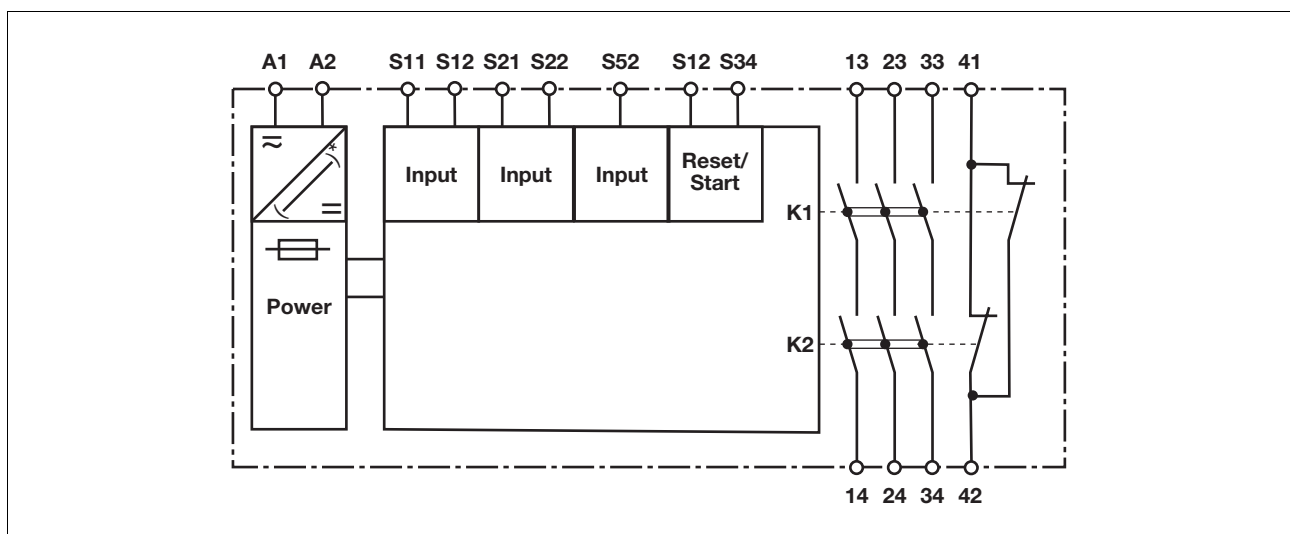 A1 A2 S11 S12 S21 S22 S52 S12 S34 13 23 33 41
Input Input Input Reset/
Start
K1
Power
K2
14 24 34 42